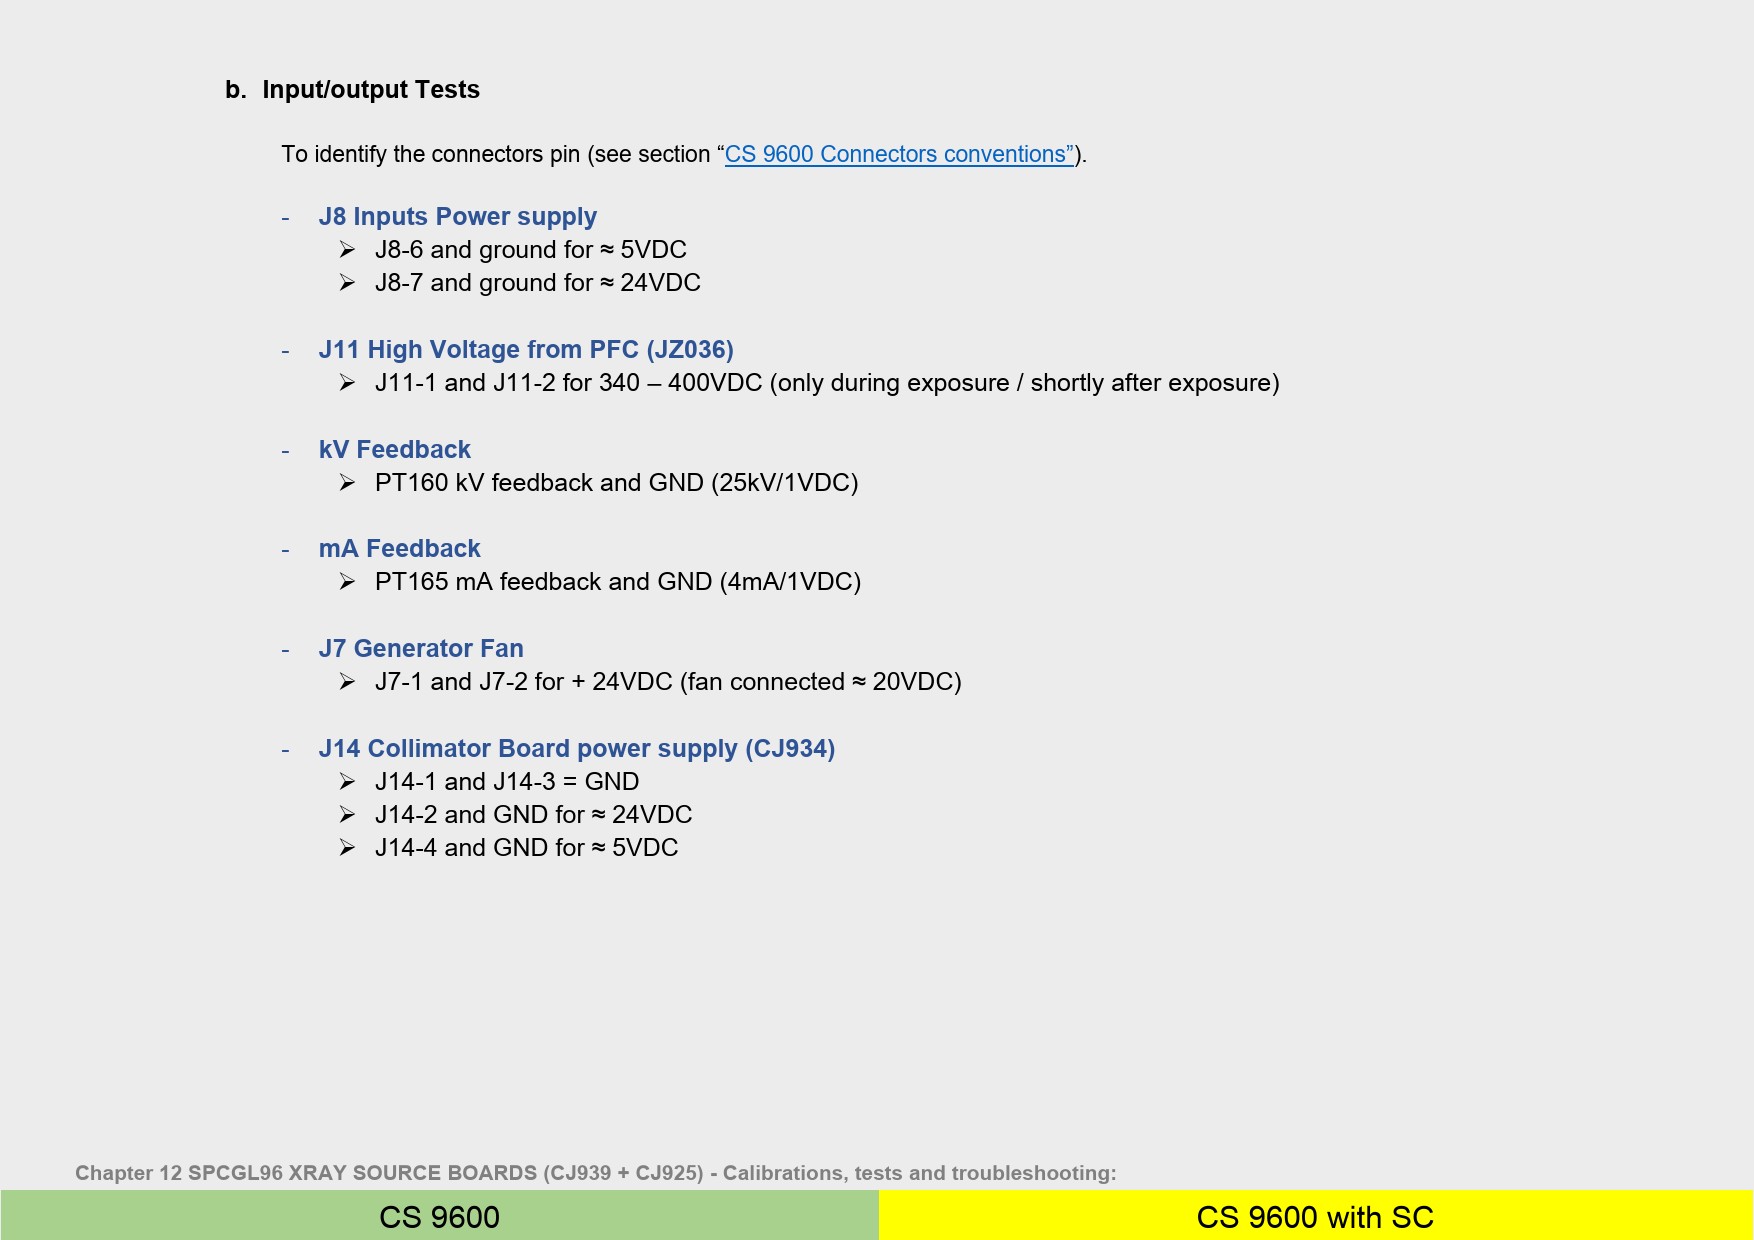 b. Input/output Tests
To identify the connectors pin (see section “CS 9600 Connectors conventions”).
- J8 Inputs Power supply
➢ J8-6 and ground for ≈ 5VDC
➢ J8-7 and ground for ≈ 24VDC
- J11 High Voltage from PFC (JZ036)
➢ J11-1 and J11-2 for 340 – 400VDC (only during exposure / shortly after exposure)
- kV Feedback
➢ PT160 kV feedback and GND (25kV/1VDC)
- mA Feedback
➢ PT165 mA feedback and GND (4mA/1VDC)
- J7 Generator Fan
➢ J7-1 and J7-2 for + 24VDC (fan connected ≈ 20VDC)
- J14 Collimator Board power supply (CJ934)
➢ J14-1 and J14-3 = GND
➢ J14-2 and GND for ≈ 24VDC
➢ J14-4 and GND for ≈ 5VDC
Chapter 12 SPCGL96 XRAY SOURCE BOARDS (CJ939 + CJ925) - Calibrations, tests and troubleshooting:
CS 9600
CS 9600 with SC